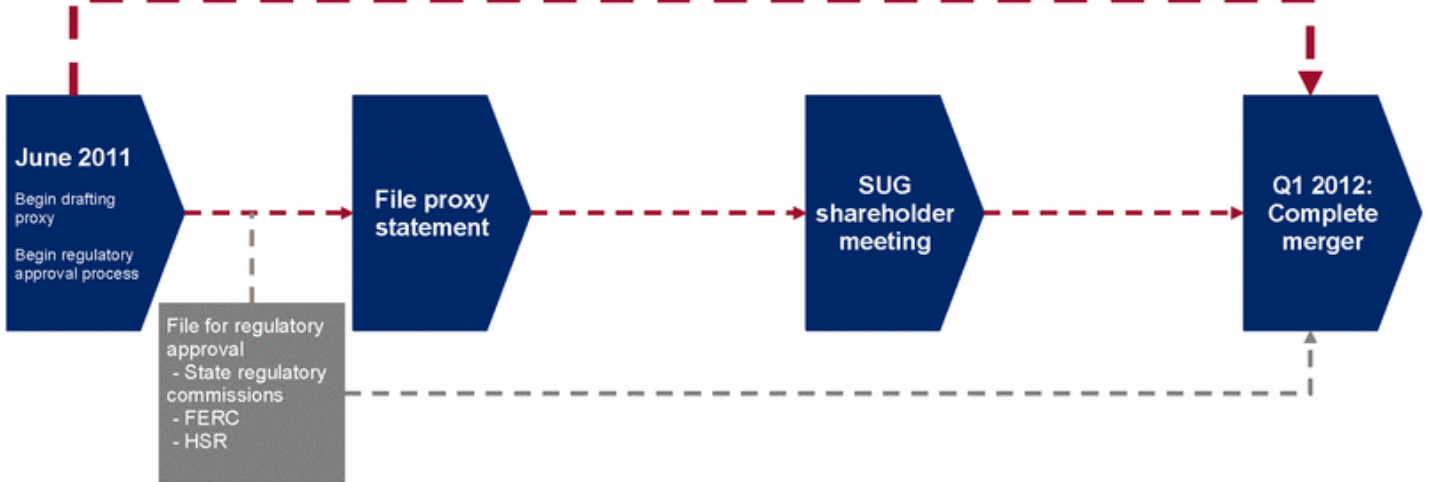 June 2011
Begin drafting
proxy
Begin regulatory
approval process
File for regulatory
approval
- State regulatory
commissions
- FERC
- HSR
File proxy
statement
SUG
shareholder
meeting
Q1 2012:
Complete
merger